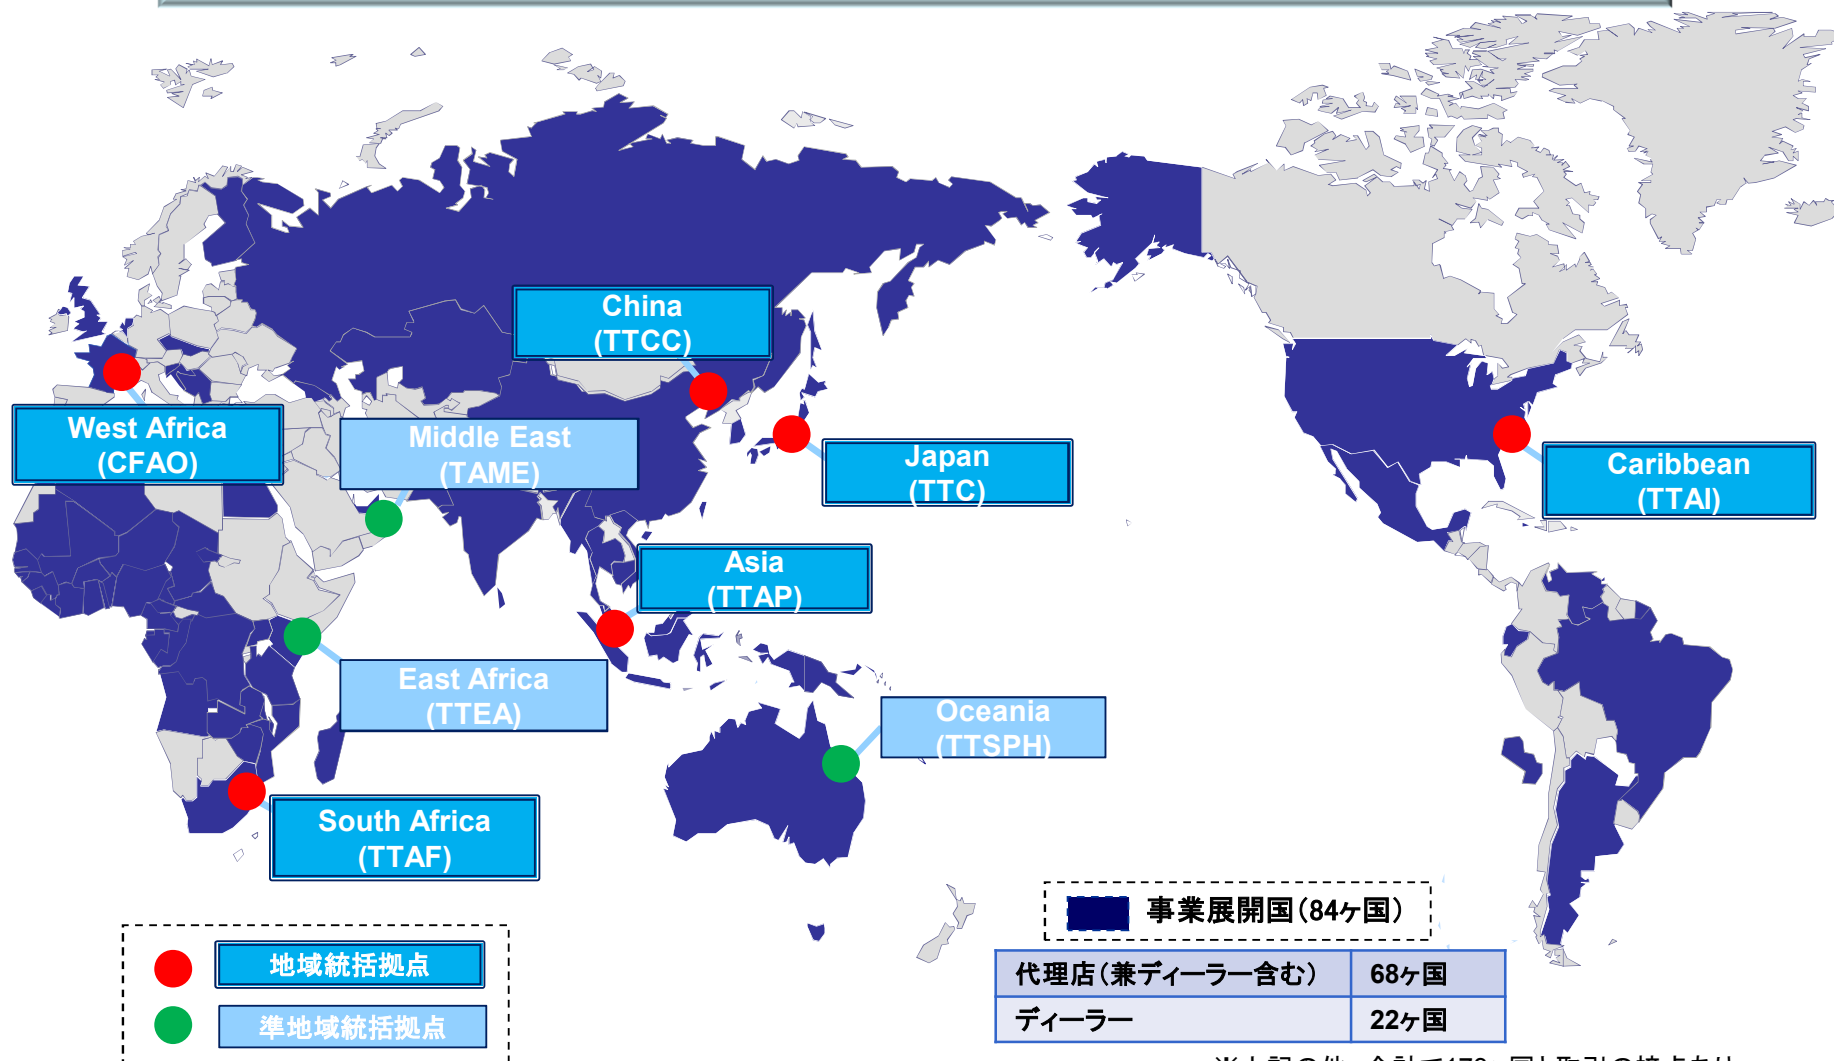 China
(TTCC)
West Africa
(CFAO)
Middle East
(TAME)
Japan
(TTC)
Caribbean
(TTAI)
Asia
(TTAP)
East Africa
(TTEA)
Oceania
(TTSPH)
South Africa
(TTAF)
事業展開国(84ヶ国)
地域統括拠点
準地域統括拠点
代理店(兼ディーラー含む) 68ヶ国
ディーラー 22ヶ国